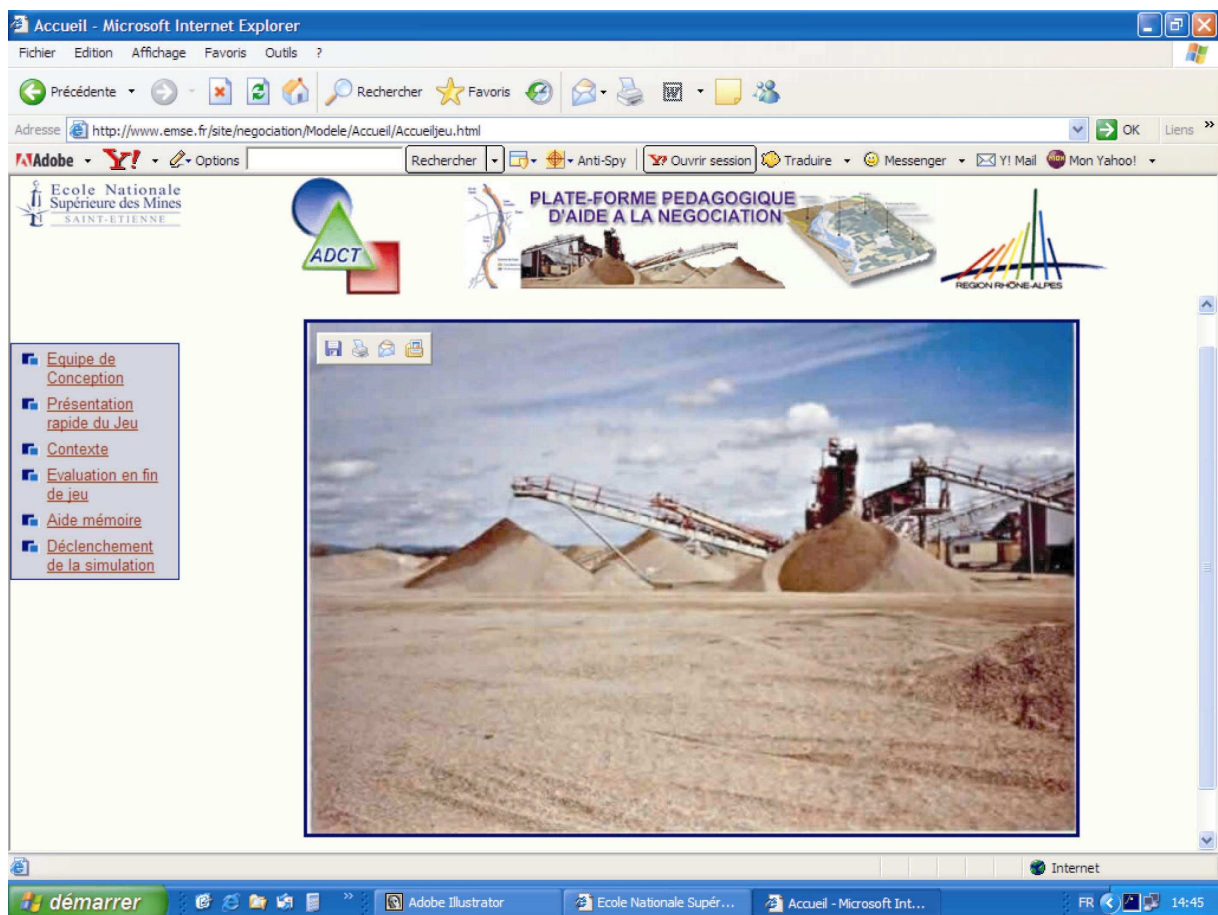 Accueil - Microsoft Internet Explorer
Fichier Edition Affichage Favoris Outils ?
Précédente Rechercher Favoris
Adresse http://www.emse.fr/site/negociation/Modele/Accueil/Accueiljeu.html OK Liens »
Adobe Y! Options Rechercher Anti-Spy Y? Ouvrir session Traduire Messenger Y! Mail Mon Yahoo!
Ecole Nationale
Supérieure des Mines
SAINT-ETIENNE
ADCT
PLATE-FORME PEDAGOGIQUE
D'AIDE A LA NEGOCIATION
REGION RHÔNE-ALPES
Equipe de
Conception
Présentation
rapide du Jeu
Contexte
Evaluation en fin
de jeu
Aide mémoire
Déclenchement
de la simulation
Internet
démarrer » Adobe Illustrator Ecole Nationale Supér... Accueil - Microsoft Int... FR 14:45